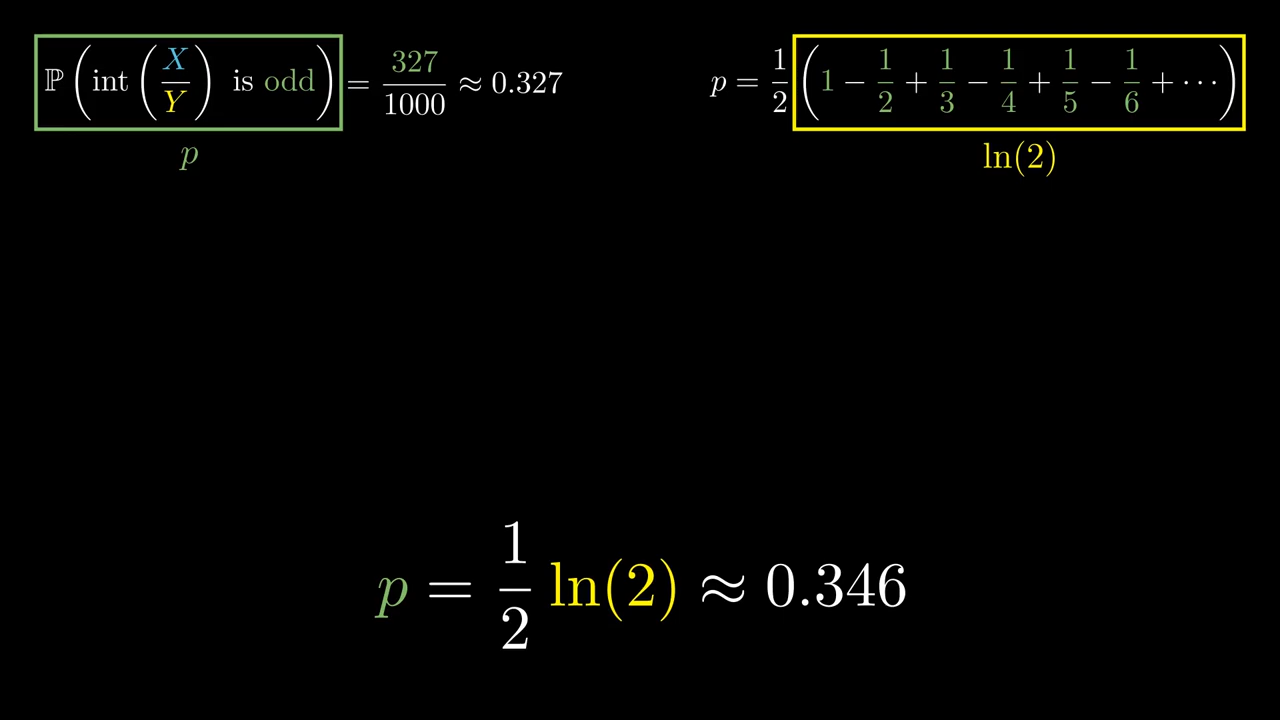 ℙ(int(X/Y) is odd) = 327/1000 ≈ 0.327
p
p = 1/2 (1 − 1/2 + 1/3 − 1/4 + 1/5 − 1/6 + ⋯)
ln(2)
p = 1/2 ln(2) ≈ 0.346